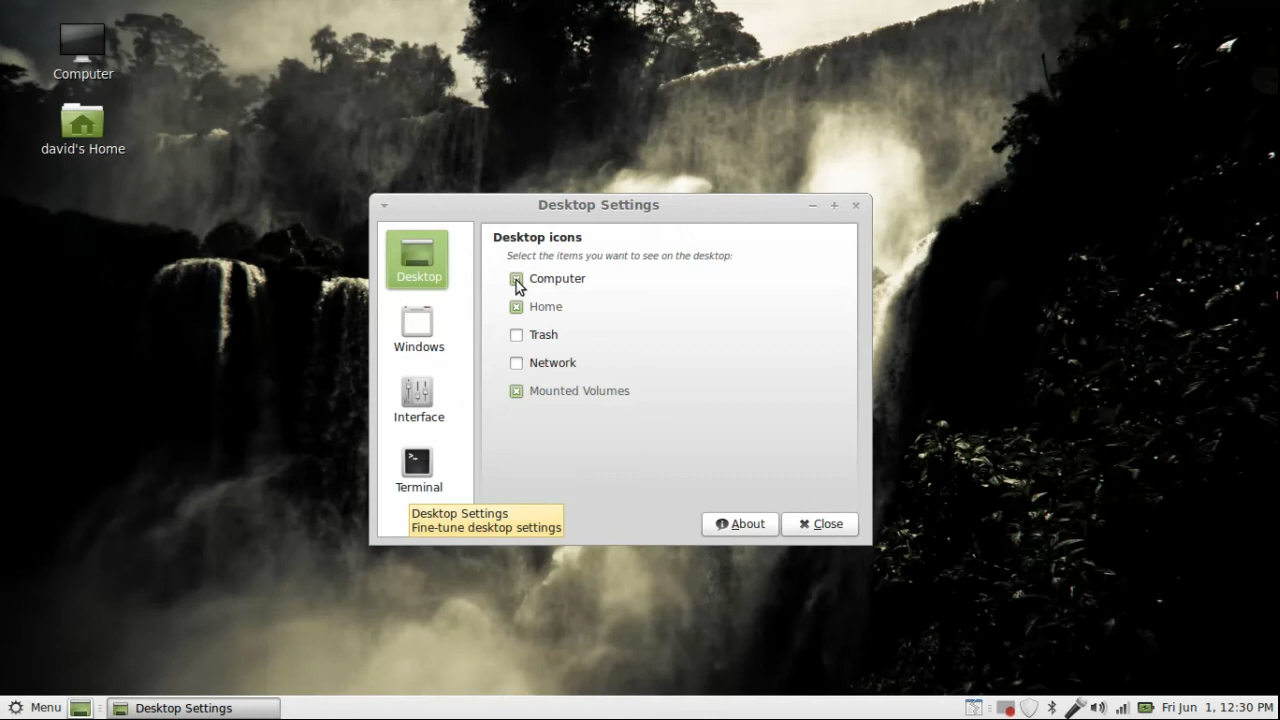 Computer
david's Home
Desktop Settings
Desktop
Windows
Interface
Terminal
Desktop icons
Select the items you want to see on the desktop:
Computer
Home
Trash
Network
Mounted Volumes
Desktop Settings
Fine-tune desktop settings
About
Close
Menu
Desktop Settings
Fri Jun 1, 12:30 PM